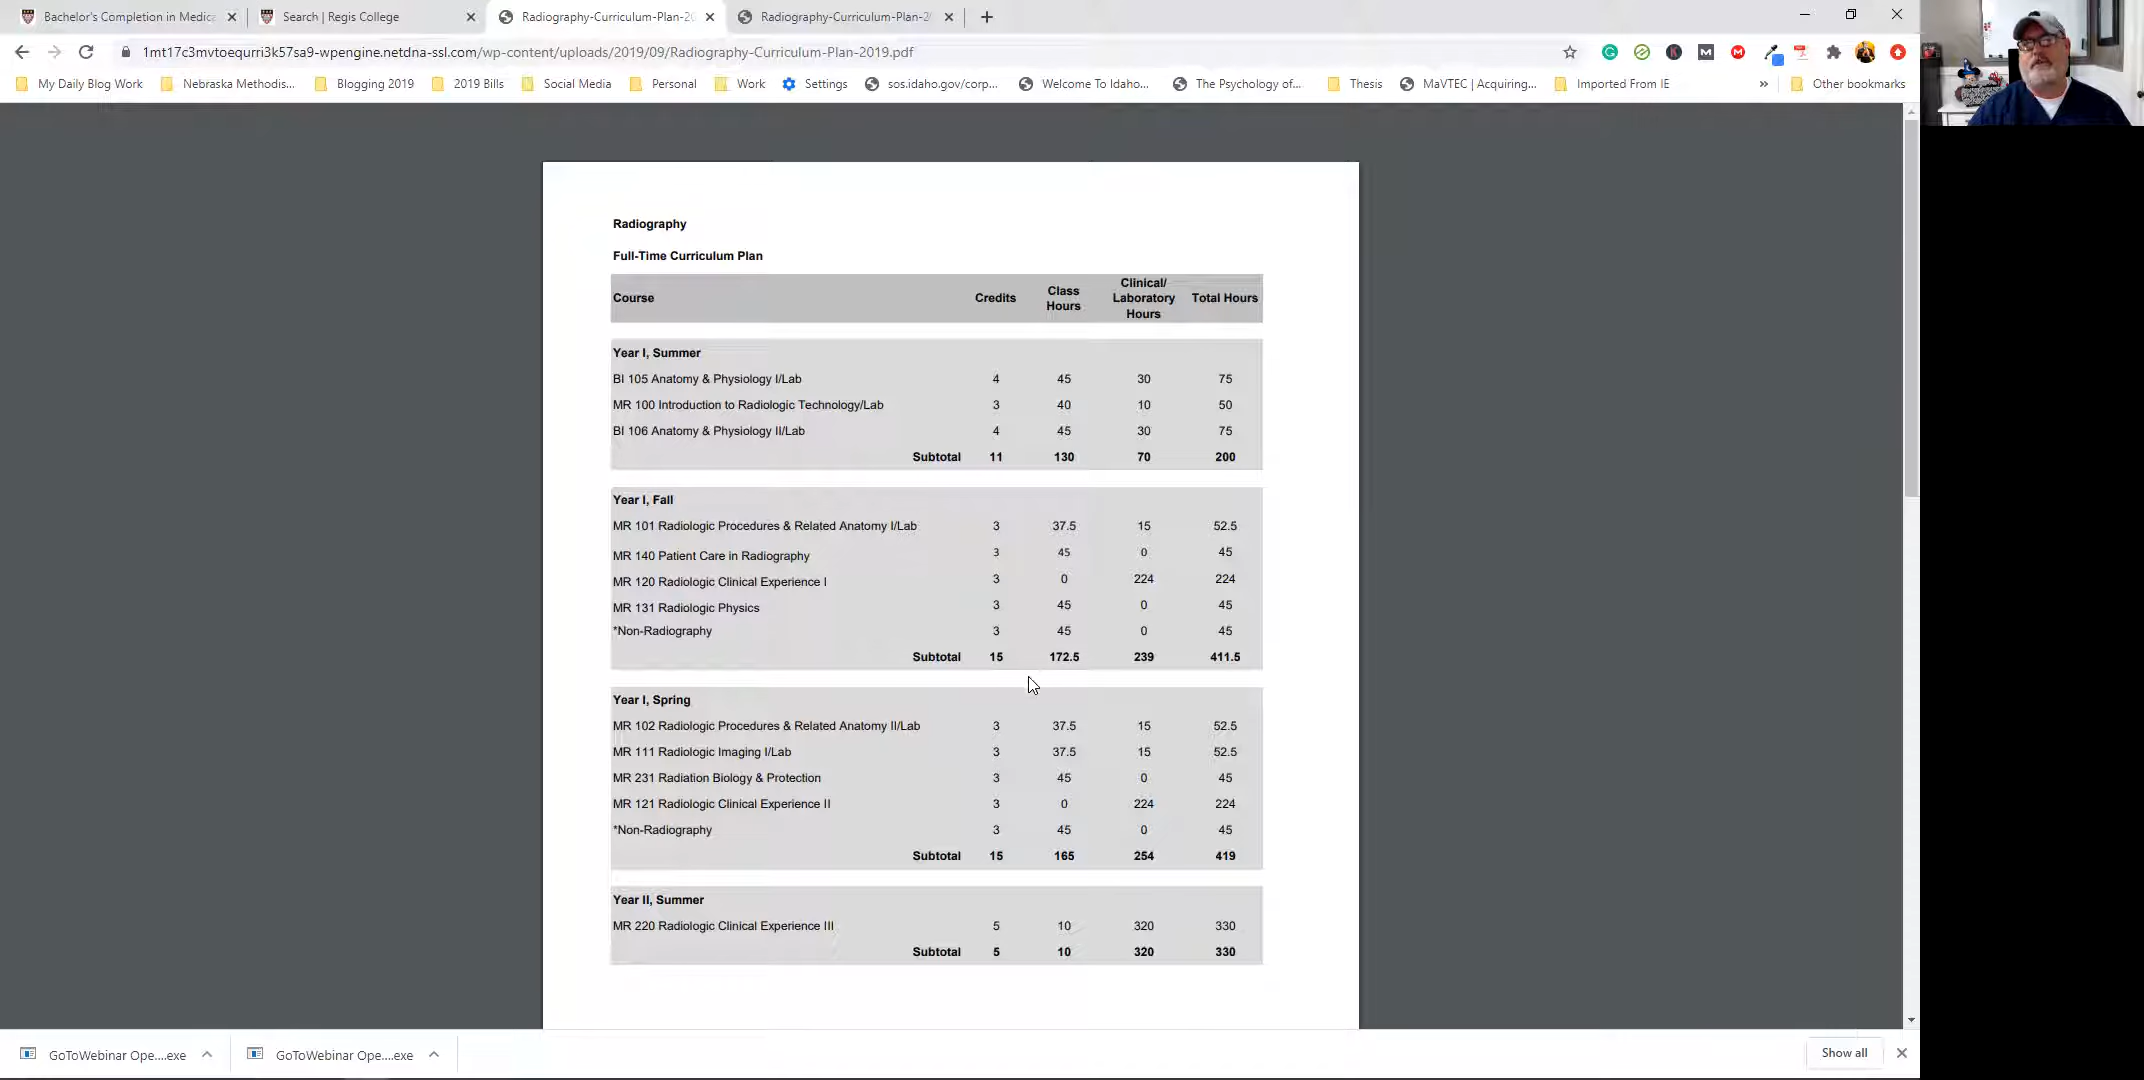 Bachelor's Completion in Medic
Search | Regis College
Radiography-Curriculum-Plan-20
Radiography-Curriculum-Plan-2
1mt17c3mvtoequrri3k57sa9-wpengine.netdna-ssl.com/wp-content/uploads/2019/09/Radiography-Curriculum-Plan-2019.pdf
My Daily Blog Work
Nebraska Methodis...
Blogging 2019
2019 Bills
Social Media
Personal
Work
Settings
sos.idaho.gov/corp...
Welcome To Idaho...
The Psychology of...
Thesis
MaVTEC | Acquiring...
Imported From IE
»
Other bookmarks
Radiography
Full-Time Curriculum Plan
Course Credits Class Hours Clinical/ Laboratory Hours Total Hours
Year I, Summer
BI 105 Anatomy & Physiology I/Lab 4 45 30 75
MR 100 Introduction to Radiologic Technology/Lab 3 40 10 50
BI 106 Anatomy & Physiology II/Lab 4 45 30 75
Subtotal 11 130 70 200
Year I, Fall
MR 101 Radiologic Procedures & Related Anatomy I/Lab 3 37.5 15 52.5
MR 140 Patient Care in Radiography 3 45 0 45
MR 120 Radiologic Clinical Experience I 3 0 224 224
MR 131 Radiologic Physics 3 45 0 45
*Non-Radiography 3 45 0 45
Subtotal 15 172.5 239 411.5
Year I, Spring
MR 102 Radiologic Procedures & Related Anatomy II/Lab 3 37.5 15 52.5
MR 111 Radiologic Imaging I/Lab 3 37.5 15 52.5
MR 231 Radiation Biology & Protection 3 45 0 45
MR 121 Radiologic Clinical Experience II 3 0 224 224
*Non-Radiography 3 45 0 45
Subtotal 15 165 254 419
Year II, Summer
MR 220 Radiologic Clinical Experience III 5 10 320 330
Subtotal 5 10 320 330
GoToWebinar Ope....exe
GoToWebinar Ope....exe
Show all